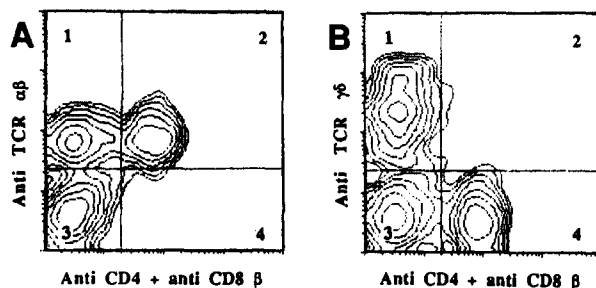 A
1
2
3
4
Anti TCR αβ
Anti CD4 + anti CD8 β
B
1
2
3
4
Anti TCR γδ
Anti CD4 + anti CD8 β